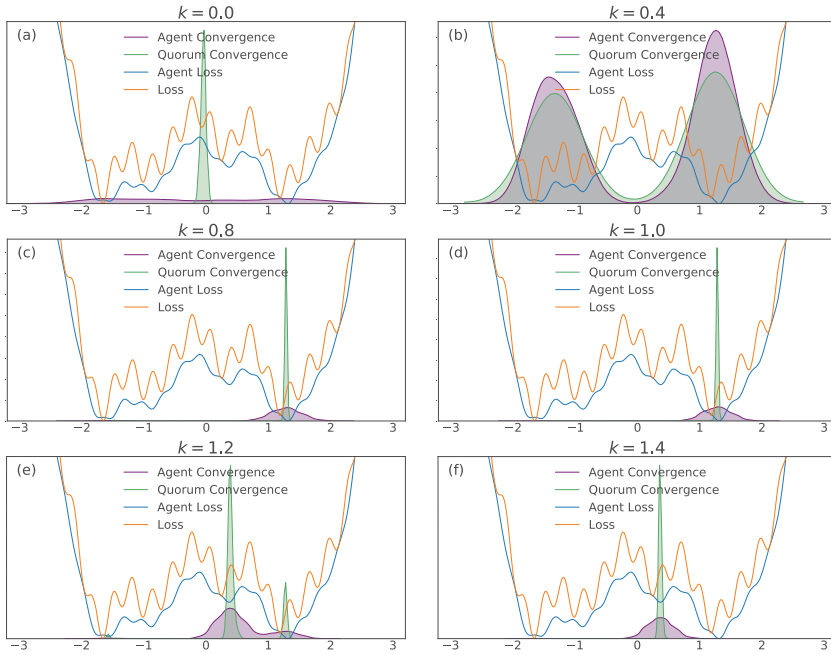 k = 0.0
(a)
Agent Convergence
Quorum Convergence
Agent Loss
Loss
−3 −2 −1 0 1 2 3
k = 0.4
(b)
Agent Convergence
Quorum Convergence
Agent Loss
Loss
−3 −2 −1 0 1 2 3
k = 0.8
(c)
Agent Convergence
Quorum Convergence
Agent Loss
Loss
−3 −2 −1 0 1 2 3
k = 1.0
(d)
Agent Convergence
Quorum Convergence
Agent Loss
Loss
−3 −2 −1 0 1 2 3
k = 1.2
(e)
Agent Convergence
Quorum Convergence
Agent Loss
Loss
−3 −2 −1 0 1 2 3
k = 1.4
(f)
Agent Convergence
Quorum Convergence
Agent Loss
Loss
−3 −2 −1 0 1 2 3